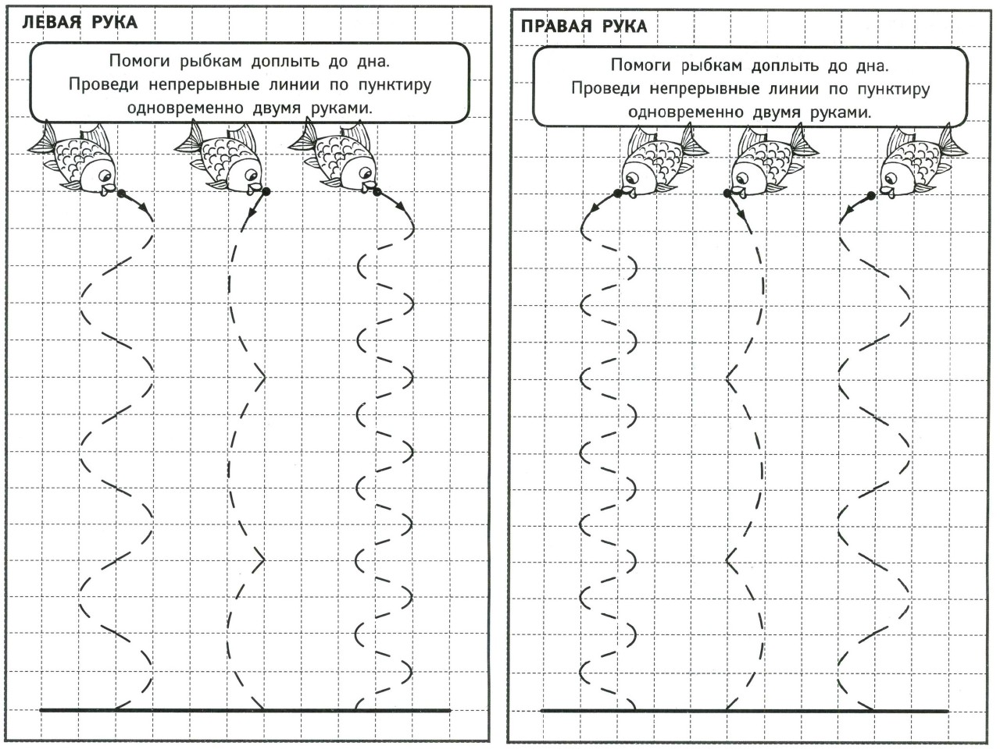 ЛЕВАЯ РУКА
Помоги рыбкам доплыть до дна.
Проведи непрерывные линии по пунктиру
одновременно двумя руками.
ПРАВАЯ РУКА
Помоги рыбкам доплыть до дна.
Проведи непрерывные линии по пунктиру
одновременно двумя руками.